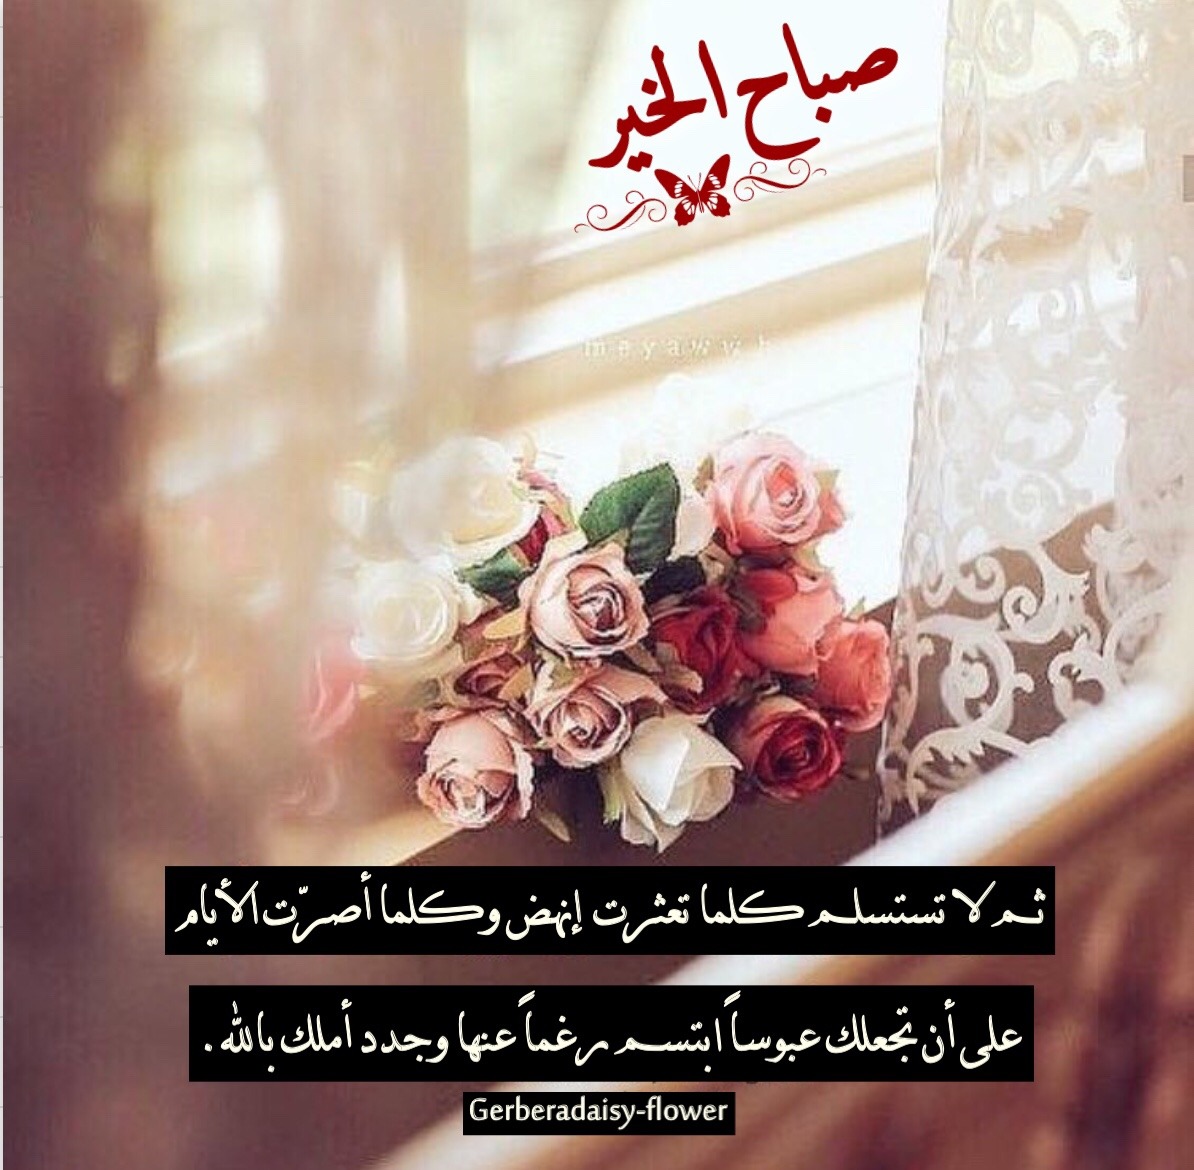 صباح الخير
meyawwh
ثم لا تستسلم كلما تعثرت إنهض وكلما أصرّت الأيام
على أن تجعلك عبوساً ابتسم رغماً عنها وجدد أملك بالله .
Gerberadaisy-flower